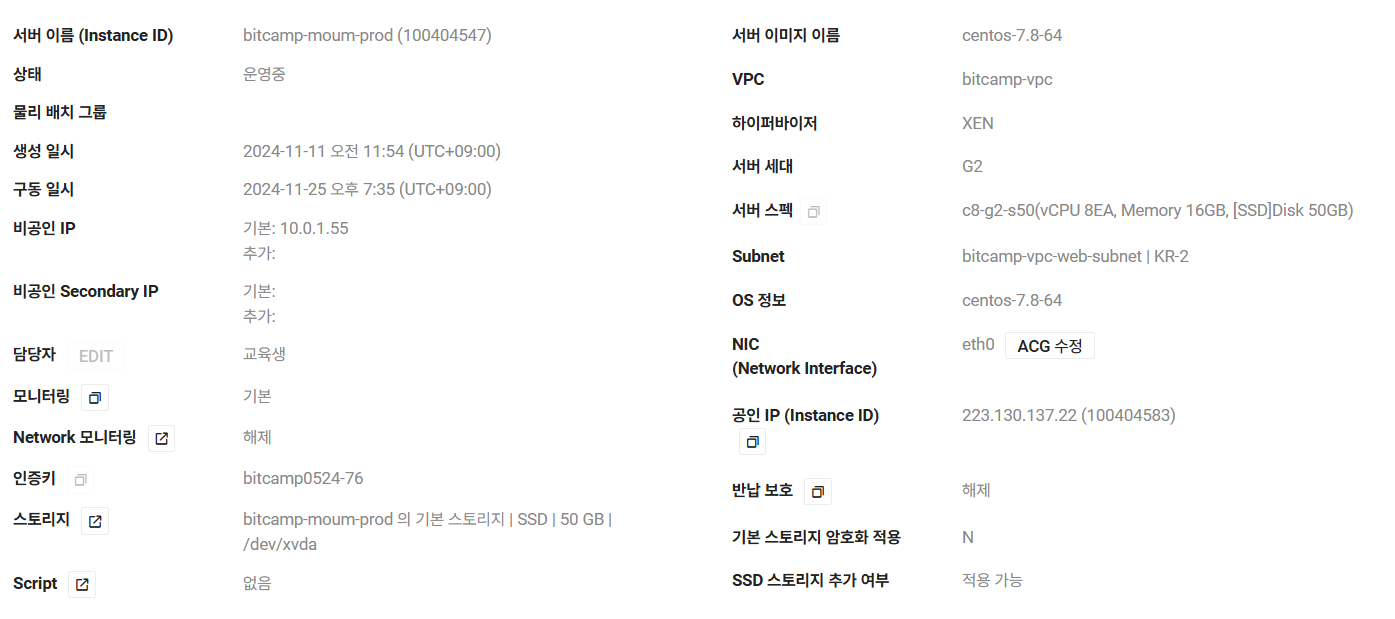 서버 이름 (Instance ID) bitcamp-moum-prod (100404547)
상태 운영중
물리 배치 그룹
생성 일시 2024-11-11 오전 11:54 (UTC+09:00)
구동 일시 2024-11-25 오후 7:35 (UTC+09:00)
비공인 IP 기본: 10.0.1.55
추가:
비공인 Secondary IP 기본:
추가:
담당자 EDIT 교육생
모니터링 기본
Network 모니터링 해제
인증키 bitcamp0524-76
스토리지 bitcamp-moum-prod 의 기본 스토리지 | SSD | 50 GB |
/dev/xvda
Script 없음
서버 이미지 이름 centos-7.8-64
VPC bitcamp-vpc
하이퍼바이저 XEN
서버 세대 G2
서버 스펙 c8-g2-s50(vCPU 8EA, Memory 16GB, [SSD]Disk 50GB)
Subnet bitcamp-vpc-web-subnet | KR-2
OS 정보 centos-7.8-64
NIC eth0 ACG 수정
(Network Interface)
공인 IP (Instance ID) 223.130.137.22 (100404583)
반납 보호 해제
기본 스토리지 암호화 적용 N
SSD 스토리지 추가 여부 적용 가능